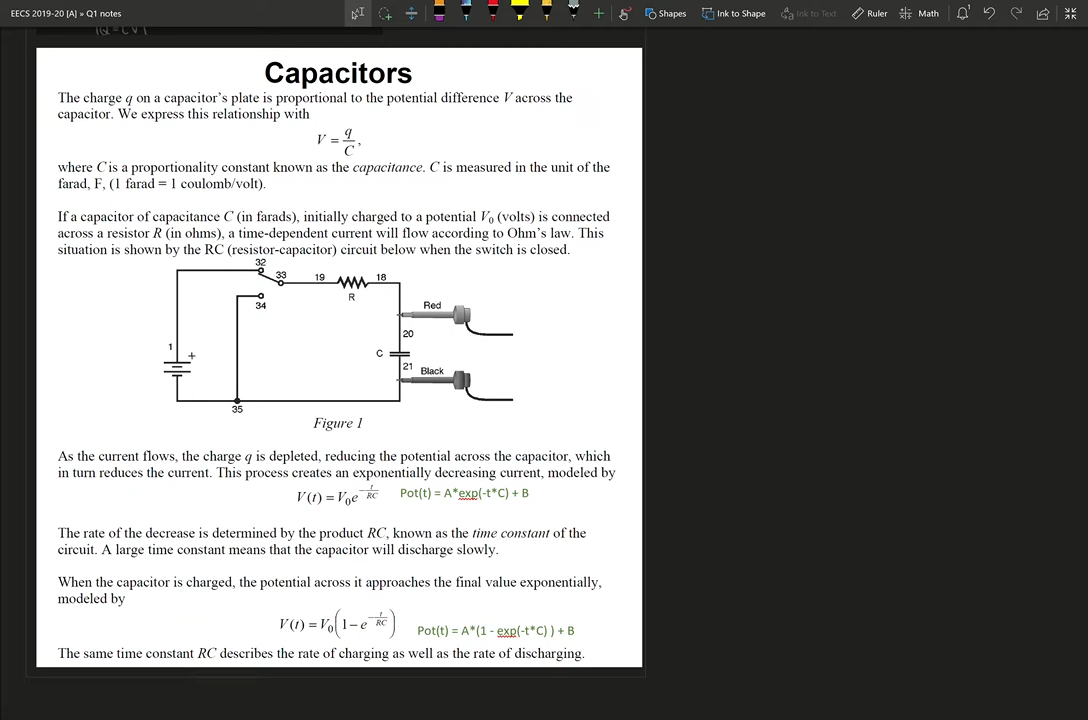 EECS 2019-20 [A] » Q1 notes
Shapes
Ink to Shape
Ink to Text
Ruler
Math
Capacitors
The charge q on a capacitor's plate is proportional to the potential difference V across the
capacitor. We express this relationship with
V = q/C,
where C is a proportionality constant known as the capacitance. C is measured in the unit of the
farad, F, (1 farad = 1 coulomb/volt).
If a capacitor of capacitance C (in farads), initially charged to a potential V₀ (volts) is connected
across a resistor R (in ohms), a time-dependent current will flow according to Ohm's law. This
situation is shown by the RC (resistor-capacitor) circuit below when the switch is closed.
32
33
19
18
R
34
Red
20
1
+
C
21
Black
35
Figure 1
As the current flows, the charge q is depleted, reducing the potential across the capacitor, which
in turn reduces the current. This process creates an exponentially decreasing current, modeled by
V(t) = V₀e^(-t/RC) Pot(t) = A*exp(-t*C) + B
The rate of the decrease is determined by the product RC, known as the time constant of the
circuit. A large time constant means that the capacitor will discharge slowly.
When the capacitor is charged, the potential across it approaches the final value exponentially,
modeled by
V(t) = V₀(1 − e^(-t/RC)) Pot(t) = A*(1 - exp(-t*C) ) + B
The same time constant RC describes the rate of charging as well as the rate of discharging.